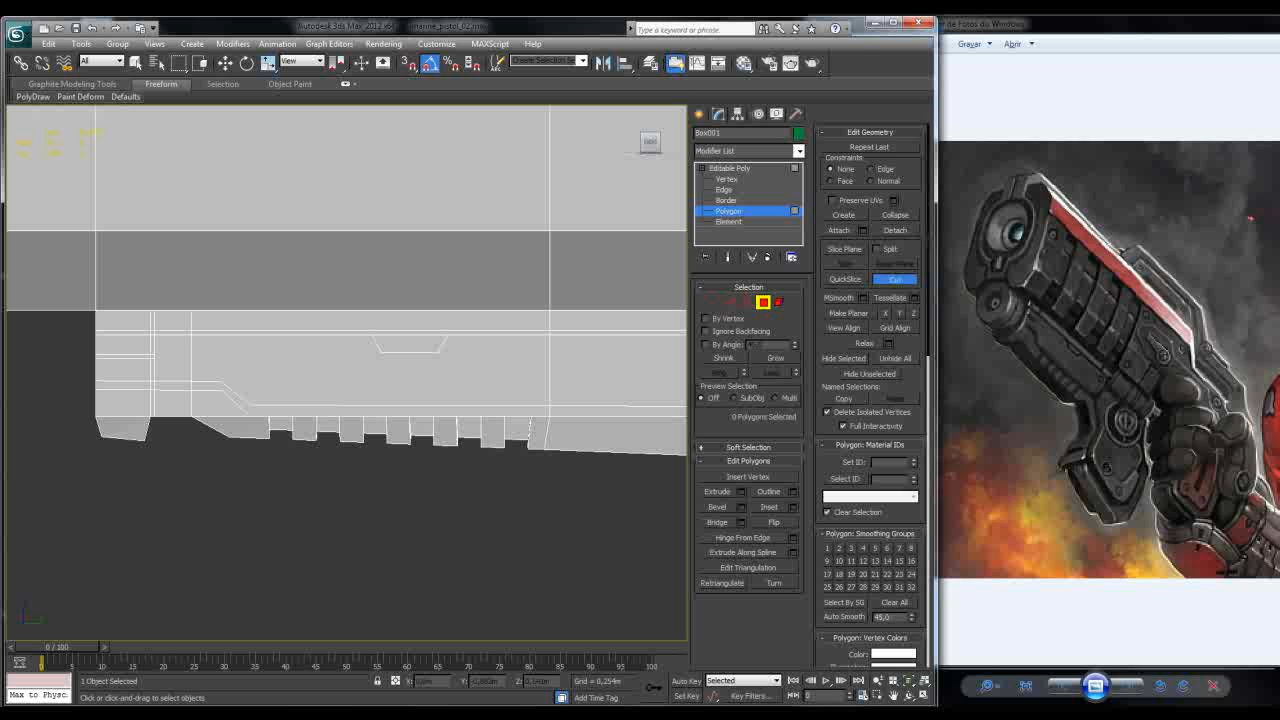 Autodesk 3ds Max 2012 x64
marine_pistol_02.max
Type a keyword or phrase
de Fotos do Windows
Edit Tools Group Views Create Modifiers Animation Graph Editors Rendering Customize MAXScript Help
Gravar Abrir
All View
Graphite Modeling Tools Freeform Selection Object Paint
PolyDraw Paint Deform Defaults
Box001
Modifier List
Editable Poly
Vertex
Edge
Border
Polygon
Element
Selection
By Vertex
Ignore Backfacing
By Angle:
Shrink Grow
Ring Loop
Preview Selection
Off SubObj Multi
0 Polygons Selected
Soft Selection
Edit Polygons
Insert Vertex
Extrude Outline
Bevel Inset
Bridge Flip
Hinge From Edge
Extrude Along Spline
Edit Triangulation
Retriangulate Turn
Edit Geometry
Repeat Last
Constraints
None Edge
Face Normal
Preserve UVs
Create Collapse
Attach Detach
Slice Plane Split
QuickSlice Cut
MSmooth Tessellate
Make Planar X Y Z
View Align Grid Align
Relax
Hide Selected Unhide All
Hide Unselected
Named Selections:
Copy
Delete Isolated Vertices
Full Interactivity
Polygon: Material IDs
Set ID:
Select ID
Clear Selection
Polygon: Smoothing Groups
1 2 3 4 5 6 7 8
9 10 11 12 13 14 15 16
17 18 19 20 21 22 23 24
25 26 27 28 29 30 31 32
Select By SG Clear All
Auto Smooth 45,0
Polygon: Vertex Colors
Color:
0 / 100
0 5 10 15 20 25 30 35 40 45 50 55 60 65 70 75 80 85 90 95 100
1 Object Selected
X: Y: Z: Grid = 0,254m
Auto Key Selected
Max to Physc
Click or click-and-drag to select objects
Add Time Tag
Set Key Key Filters... 0